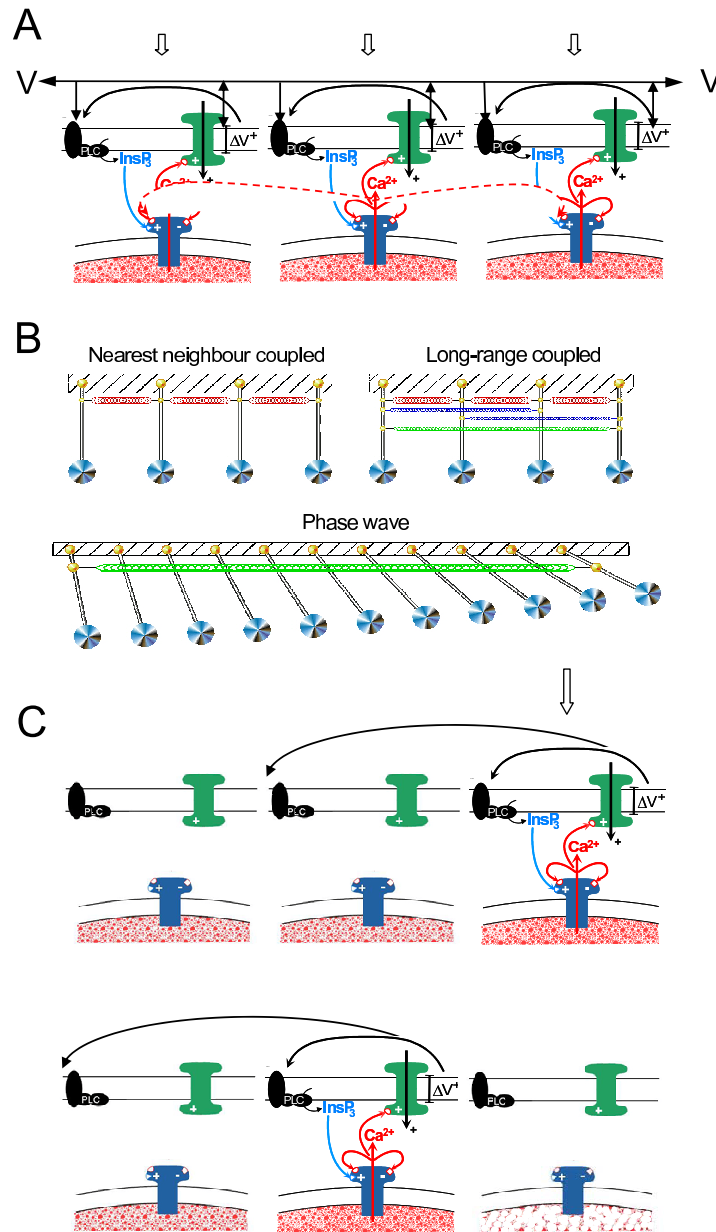 A
V V
ΔV+ ΔV+ ΔV+
PLC InsP3 + PLC InsP3 + PLC InsP3 +
+ Ca2+ + Ca2+ + Ca2+ +
+ - + - + -
B
Nearest neighbour coupled Long-range coupled
Phase wave
C
ΔV+
PLC + PLC + PLC InsP3 +
Ca2+ +
+ - + - + -
ΔV+
PLC + PLC InsP3 + PLC +
Ca2+ +
+ - + - + -